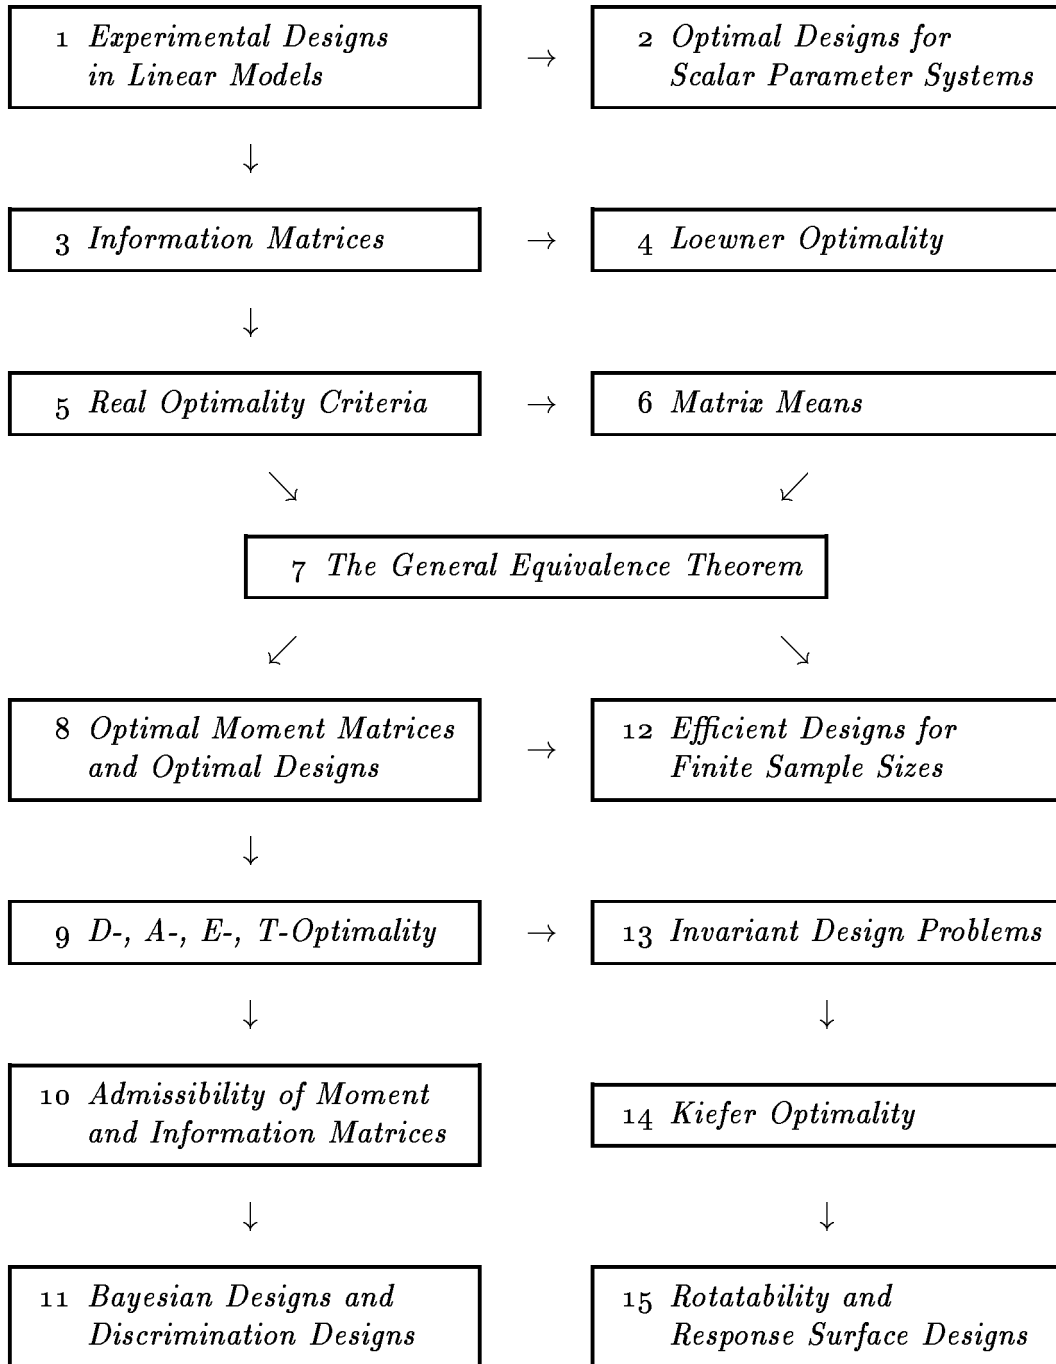 1 Experimental Designs
in Linear Models
→
2 Optimal Designs for
Scalar Parameter Systems
↓
3 Information Matrices
→
4 Loewner Optimality
↓
5 Real Optimality Criteria
→
6 Matrix Means
↘ ↙
7 The General Equivalence Theorem
↙ ↘
8 Optimal Moment Matrices
and Optimal Designs
→
12 Efficient Designs for
Finite Sample Sizes
↓
9 D-, A-, E-, T-Optimality
→
13 Invariant Design Problems
↓ ↓
10 Admissibility of Moment
and Information Matrices
14 Kiefer Optimality
↓ ↓
11 Bayesian Designs and
Discrimination Designs
15 Rotatability and
Response Surface Designs